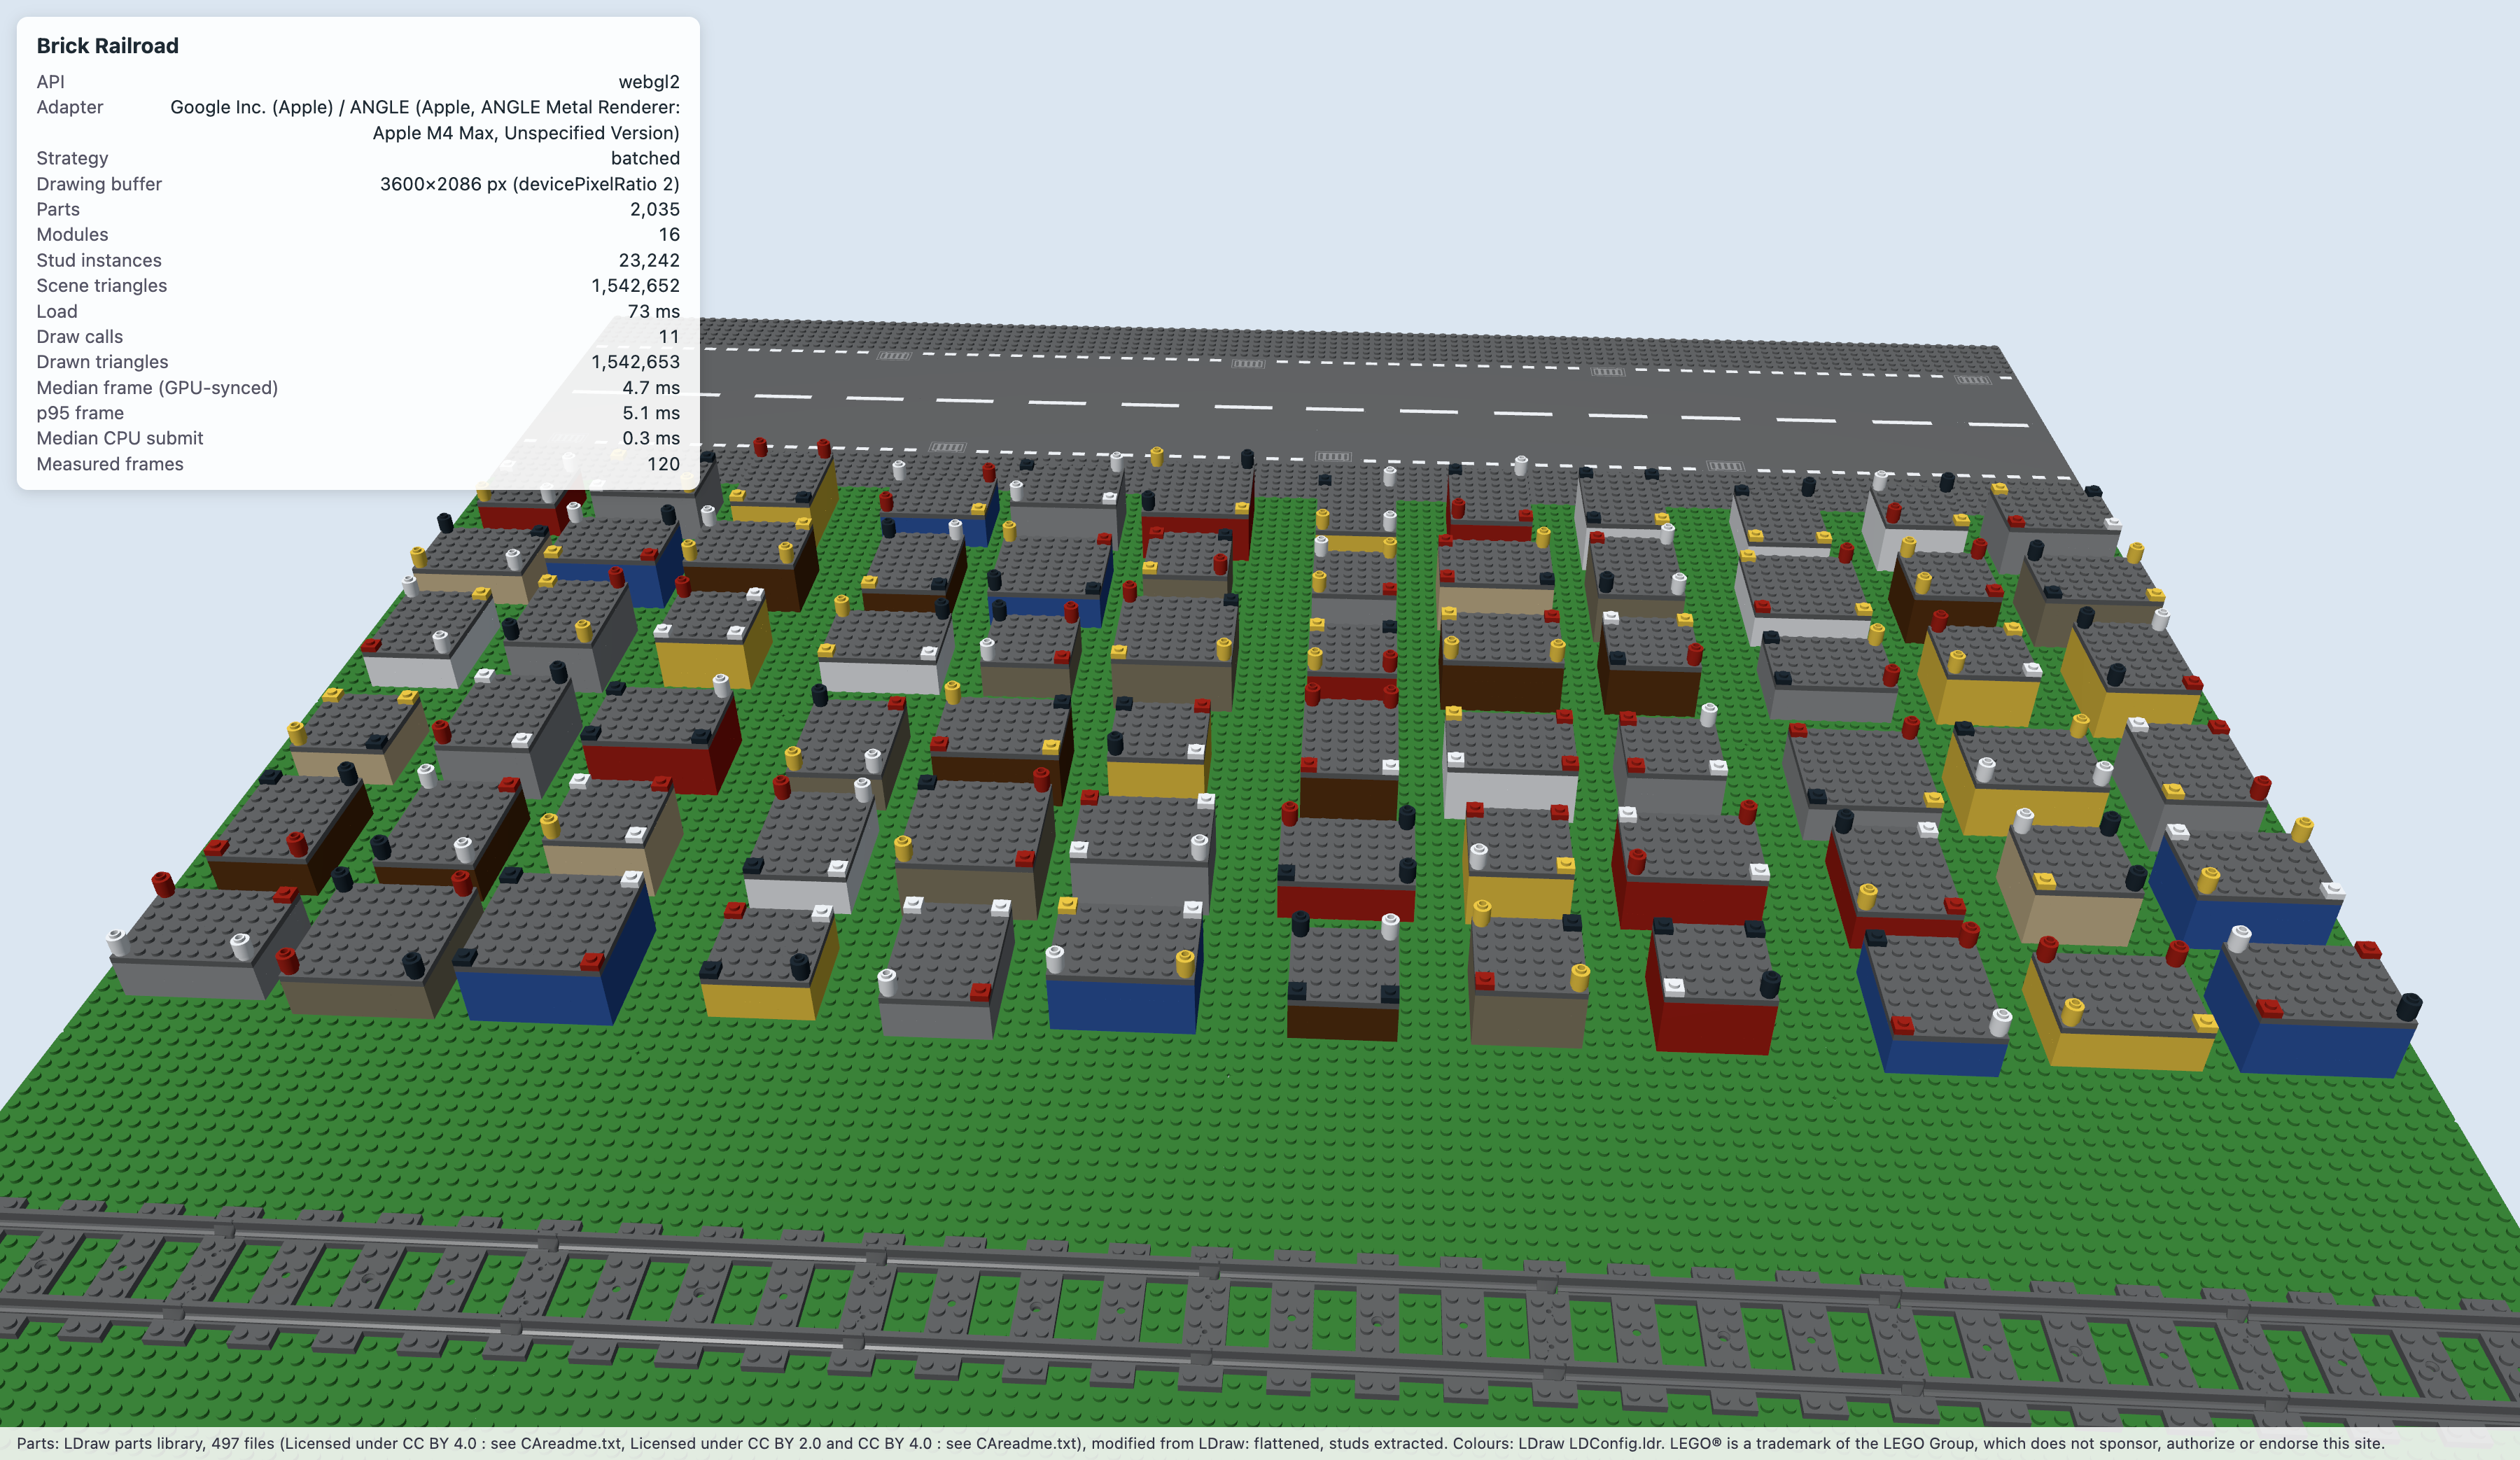 Brick Railroad
API webgl2
Adapter Google Inc. (Apple) / ANGLE (Apple, ANGLE Metal Renderer:
Apple M4 Max, Unspecified Version)
Strategy batched
Drawing buffer 3600×2086 px (devicePixelRatio 2)
Parts 2,035
Modules 16
Stud instances 23,242
Scene triangles 1,542,652
Load 73 ms
Draw calls 11
Drawn triangles 1,542,653
Median frame (GPU-synced) 4.7 ms
p95 frame 5.1 ms
Median CPU submit 0.3 ms
Measured frames 120
Parts: LDraw parts library, 497 files (Licensed under CC BY 4.0 : see CAreadme.txt, Licensed under CC BY 2.0 and CC BY 4.0 : see CAreadme.txt), modified from LDraw: flattened, studs extracted. Colours: LDraw LDConfig.ldr. LEGO® is a trademark of the LEGO Group, which does not sponsor, authorize or endorse this site.